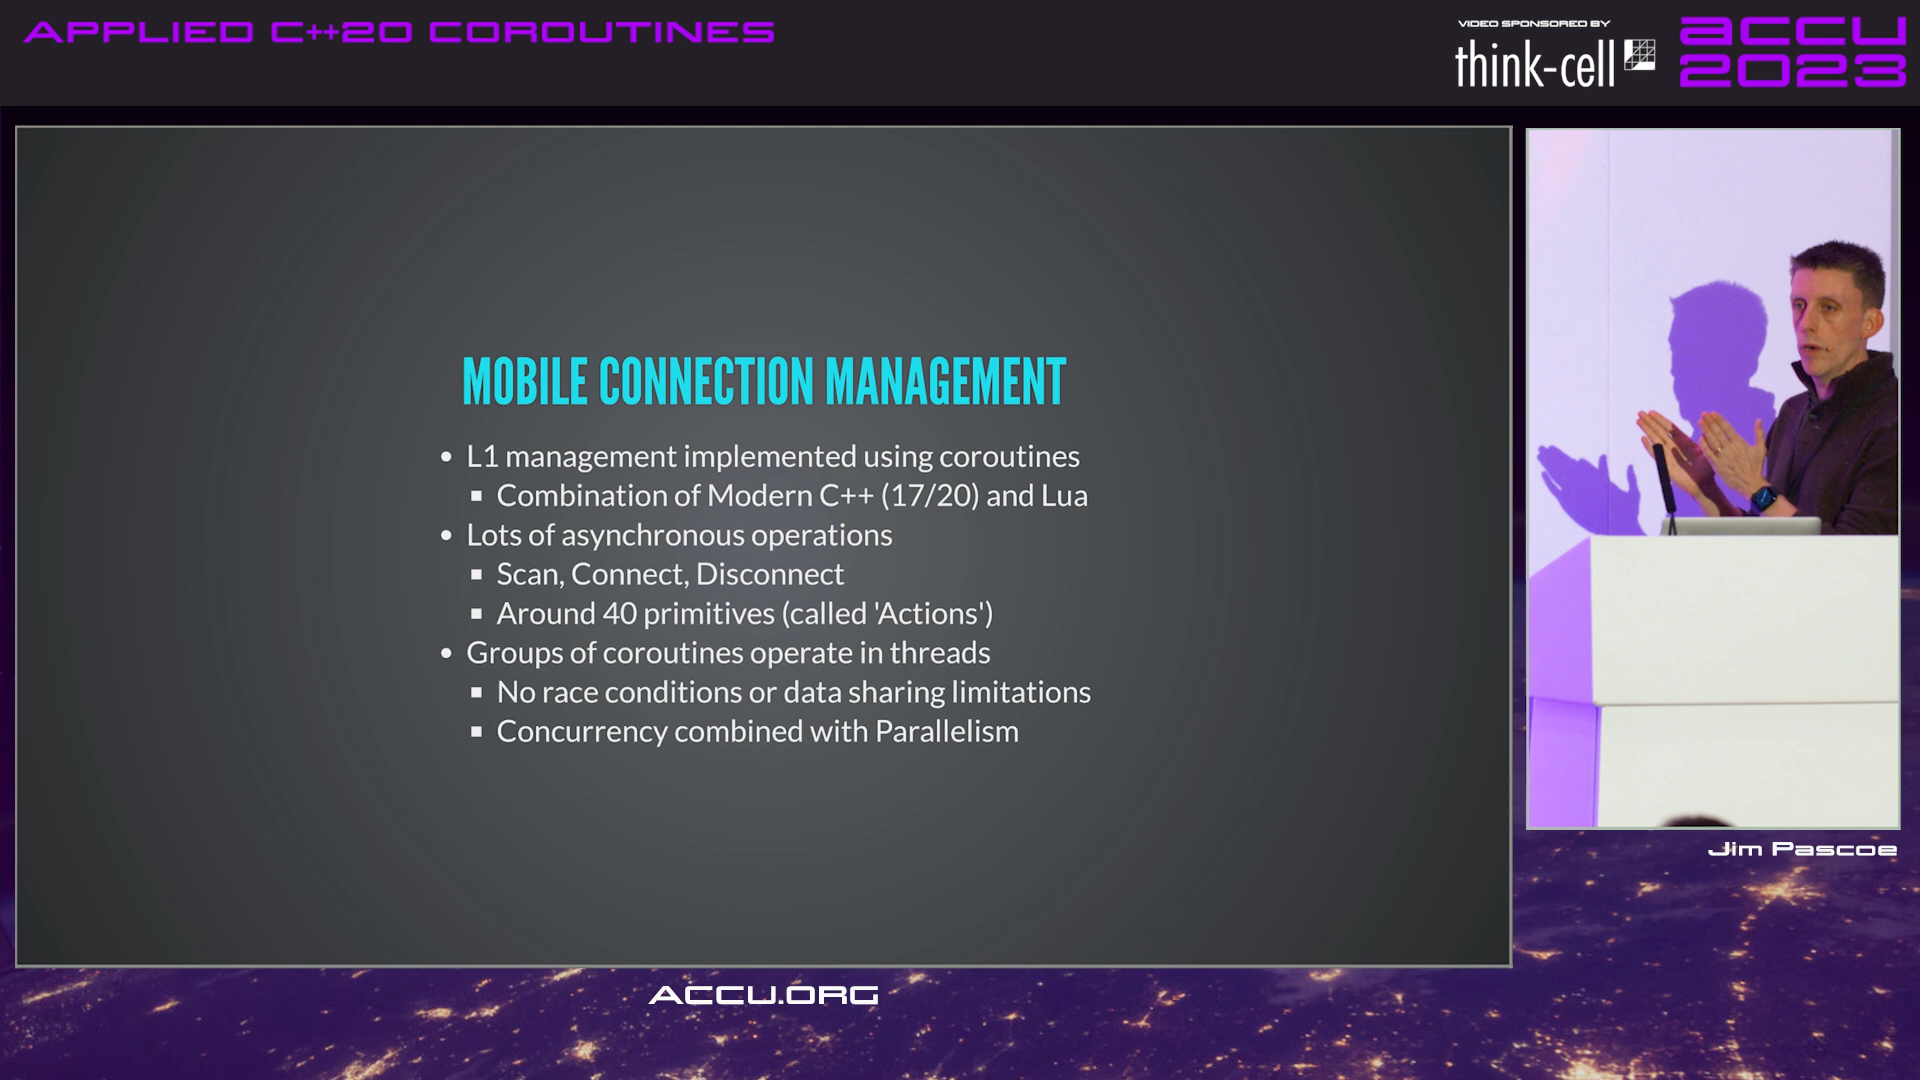 APPLIED C++20 COROUTINES
VIDEO SPONSORED BY
think-cell
accu
2023
MOBILE CONNECTION MANAGEMENT
• L1 management implemented using coroutines
▪ Combination of Modern C++ (17/20) and Lua
• Lots of asynchronous operations
▪ Scan, Connect, Disconnect
▪ Around 40 primitives (called 'Actions')
• Groups of coroutines operate in threads
▪ No race conditions or data sharing limitations
▪ Concurrency combined with Parallelism
Jim Pascoe
ACCU.ORG